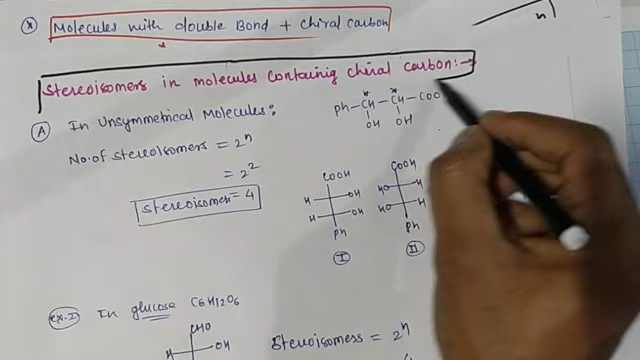 (x) Molecules with double Bond + chiral carbon
n
Stereoisomers in molecules containing chiral carbon:→
(A) In Unsymmetrical Molecules:
Ph-CH-CH-COO
* *
OH OH
No. of stereoisomers = 2^n
= 2^2
Stereoisomers = 4
COOH
H OH
H OH
Ph
I
COOH
HO H
HO H
Ph
II
ex.I In glucose C6H12O6
CHO
H OH
Stereoisomers = 2^n